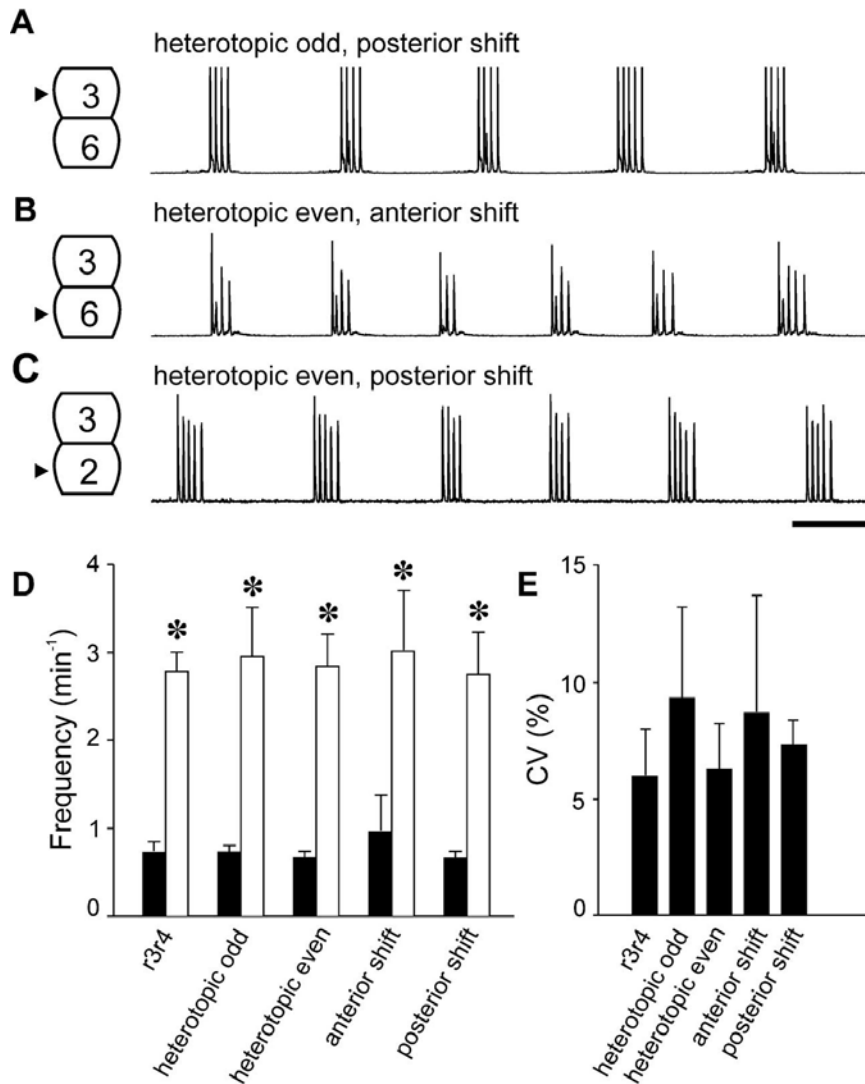 A
heterotopic odd, posterior shift
3
6
B
heterotopic even, anterior shift
3
6
C
heterotopic even, posterior shift
3
2
D
Frequency (min⁻¹)
4
3
2
1
0
* * * * *
r3r4
heterotopic odd
heterotopic even
anterior shift
posterior shift
E
CV (%)
15
10
5
0
r3r4
heterotopic odd
heterotopic even
anterior shift
posterior shift